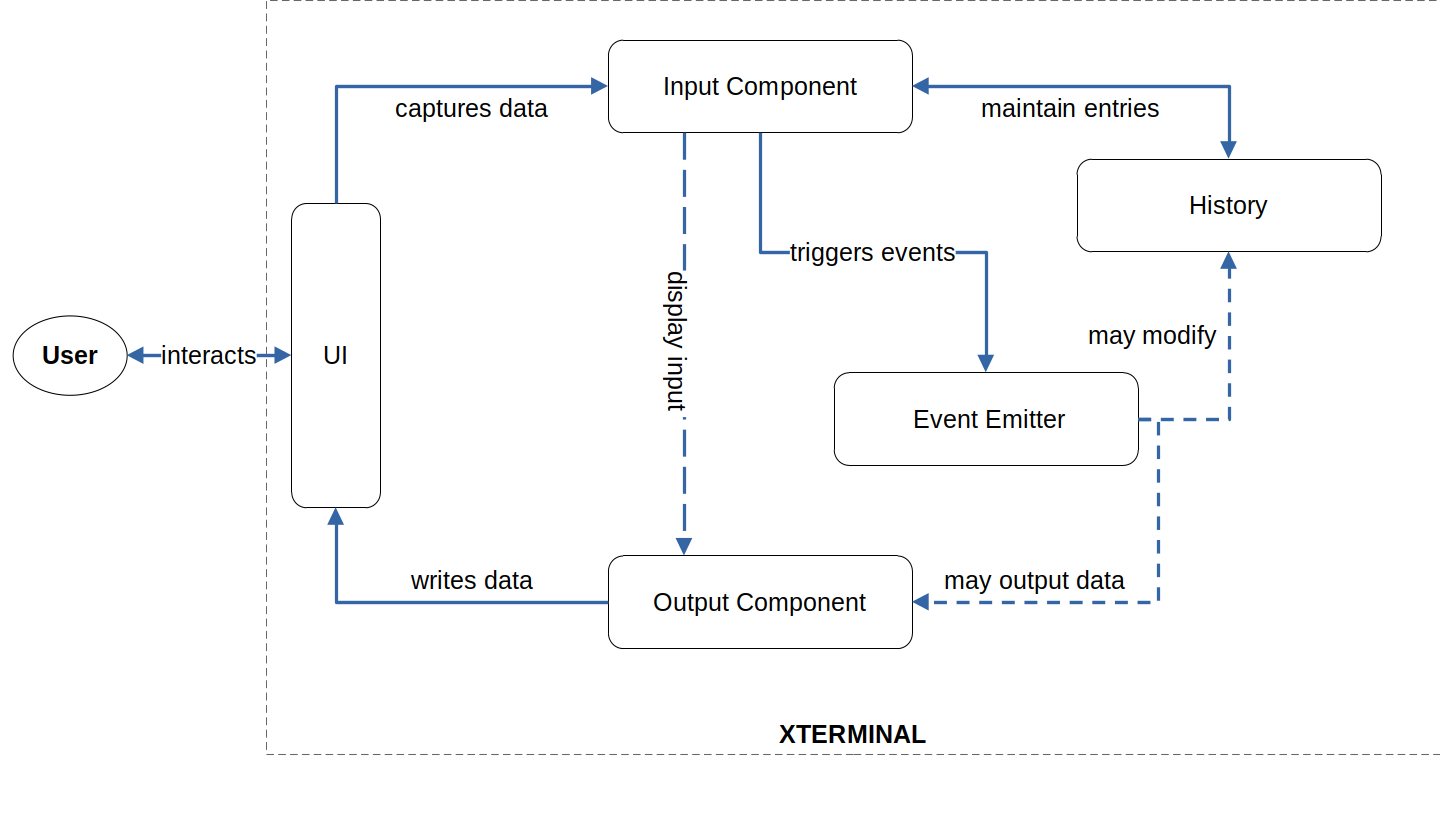 Input Component
captures data
maintain entries
History
triggers events
display input
may modify
User
interacts
UI
Event Emitter
writes data
may output data
Output Component
XTERMINAL